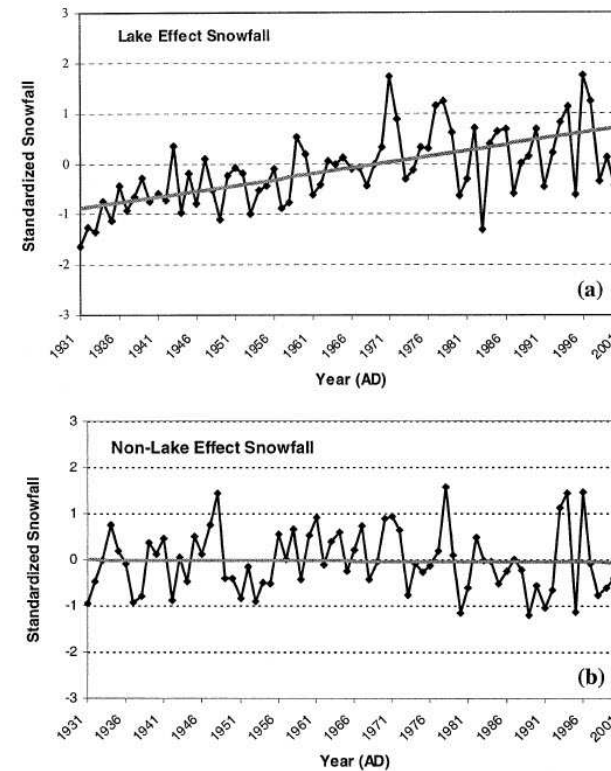 Lake Effect Snowfall
3
2
1
0
-1
-2
-3
Standardized Snowfall
(a)
1931 1936 1941 1946 1951 1956 1961 1966 1971 1976 1981 1986 1991 1996 2001
Year (AD)
Non-Lake Effect Snowfall
3
2
1
0
-1
-2
-3
Standardized Snowfall
(b)
1931 1936 1941 1946 1951 1956 1961 1966 1971 1976 1981 1986 1991 1996 2001
Year (AD)